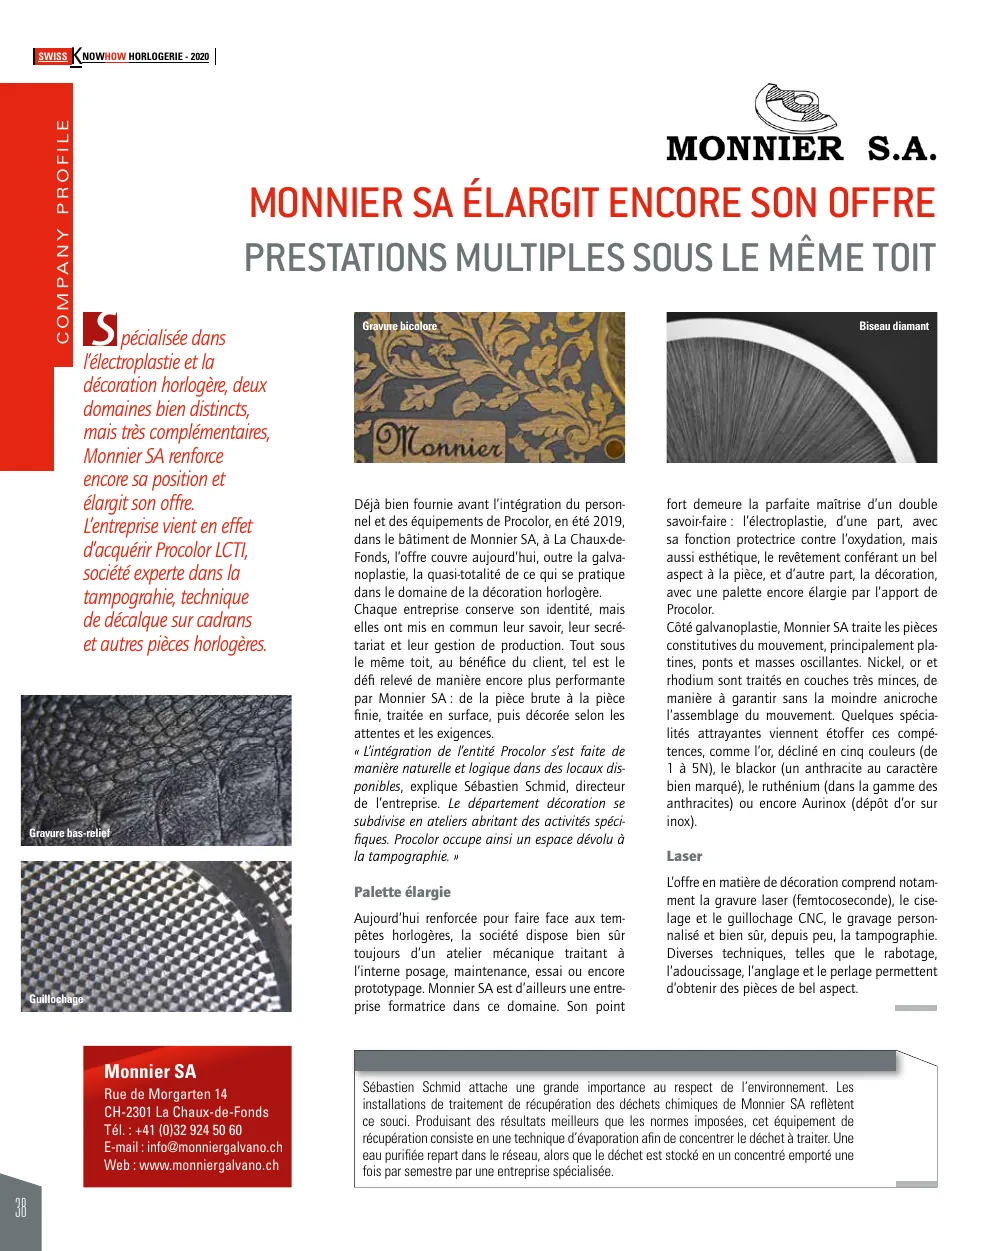 SWISS KNOWHOW HORLOGERIE - 2020
COMPANY PROFILE
MONNIER S.A.
MONNIER SA ÉLARGIT ENCORE SON OFFRE
PRESTATIONS MULTIPLES SOUS LE MÊME TOIT
Spécialisée dans
l'électroplastie et la
décoration horlogère, deux
domaines bien distincts,
mais très complémentaires,
Monnier SA renforce
encore sa position et
élargit son offre.
L'entreprise vient en effet
d'acquérir Procolor LCTI,
société experte dans la
tampograhie, technique
de décalque sur cadrans
et autres pièces horlogères.
Gravure bas-relief
Guillochage
Monnier SA
Rue de Morgarten 14
CH-2301 La Chaux-de-Fonds
Tél. : +41 (0)32 924 50 60
E-mail : info@monniergalvano.ch
Web : www.monniergalvano.ch
Gravure bicolore
Monnier
Déjà bien fournie avant l'intégration du person-
nel et des équipements de Procolor, en été 2019,
dans le bâtiment de Monnier SA, à La Chaux-de-
Fonds, l'offre couvre aujourd'hui, outre la galva-
noplastie, la quasi-totalité de ce qui se pratique
dans le domaine de la décoration horlogère.
Chaque entreprise conserve son identité, mais
elles ont mis en commun leur savoir, leur secré-
tariat et leur gestion de production. Tout sous
le même toit, au bénéfice du client, tel est le
défi relevé de manière encore plus performante
par Monnier SA : de la pièce brute à la pièce
finie, traitée en surface, puis décorée selon les
attentes et les exigences.
« L'intégration de l'entité Procolor s'est faite de
manière naturelle et logique dans des locaux dis-
ponibles, explique Sébastien Schmid, directeur
de l'entreprise. Le département décoration se
subdivise en ateliers abritant des activités spéci-
fiques. Procolor occupe ainsi un espace dévolu à
la tampographie. »
Palette élargie
Aujourd'hui renforcée pour faire face aux tem-
pêtes horlogères, la société dispose bien sûr
toujours d'un atelier mécanique traitant à
l'interne posage, maintenance, essai ou encore
prototypage. Monnier SA est d'ailleurs une entre-
prise formatrice dans ce domaine. Son point
Biseau diamant
fort demeure la parfaite maîtrise d'un double
savoir-faire : l'électroplastie, d'une part, avec
sa fonction protectrice contre l'oxydation, mais
aussi esthétique, le revêtement conférant un bel
aspect à la pièce, et d'autre part, la décoration,
avec une palette encore élargie par l'apport de
Procolor.
Côté galvanoplastie, Monnier SA traite les pièces
constitutives du mouvement, principalement pla-
tines, ponts et masses oscillantes. Nickel, or et
rhodium sont traités en couches très minces, de
manière à garantir sans la moindre anicroche
l'assemblage du mouvement. Quelques spécia-
lités attrayantes viennent étoffer ces compé-
tences, comme l'or, décliné en cinq couleurs (de
1 à 5N), le blackor (un anthracite au caractère
bien marqué), le ruthénium (dans la gamme des
anthracites) ou encore Aurinox (dépôt d'or sur
inox).
Laser
L'offre en matière de décoration comprend notam-
ment la gravure laser (femtocoseconde), le cise-
lage et le guillochage CNC, le gravage person-
nalisé et bien sûr, depuis peu, la tampographie.
Diverses techniques, telles que le rabotage,
l'adoucissage, l'anglage et le perlage permettent
d'obtenir des pièces de bel aspect.
Sébastien Schmid attache une grande importance au respect de l'environnement. Les
installations de traitement de récupération des déchets chimiques de Monnier SA reflètent
ce souci. Produisant des résultats meilleurs que les normes imposées, cet équipement de
récupération consiste en une technique d'évaporation afin de concentrer le déchet à traiter. Une
eau purifiée repart dans le réseau, alors que le déchet est stocké en un concentré emporté une
fois par semestre par une entreprise spécialisée.
38